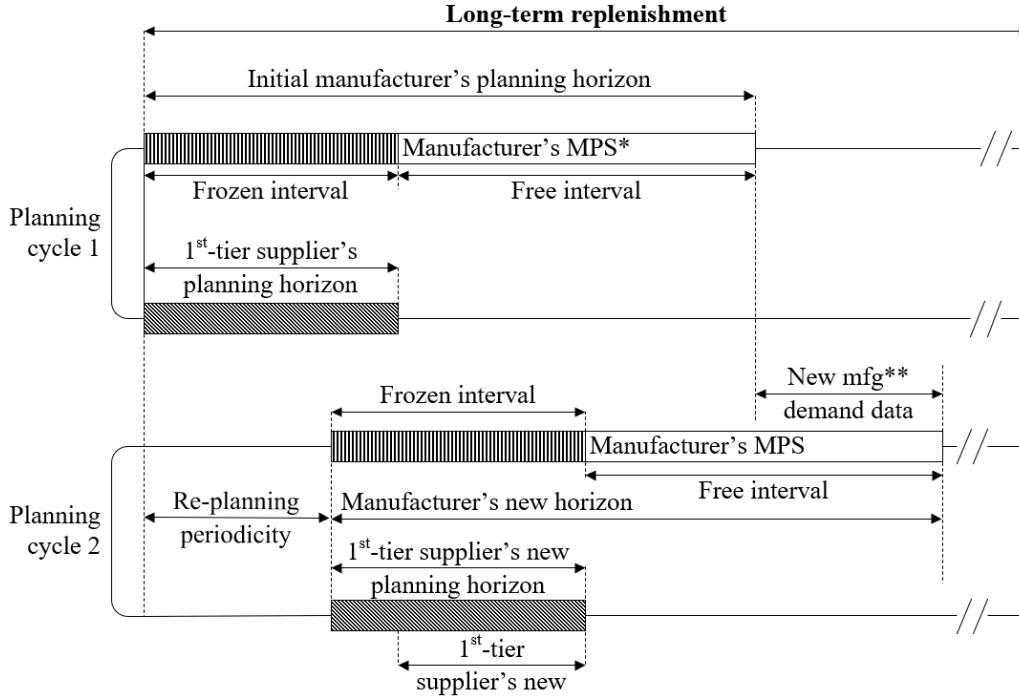 Long-term replenishment
Initial manufacturer's planning horizon
Manufacturer's MPS*
Frozen interval
Free interval
Planning
cycle 1
1st-tier supplier's
planning horizon
New mfg**
demand data
Frozen interval
Manufacturer's MPS
Free interval
Planning
cycle 2
Re-planning
periodicity
Manufacturer's new horizon
1st-tier supplier's new
planning horizon
1st-tier
supplier's new